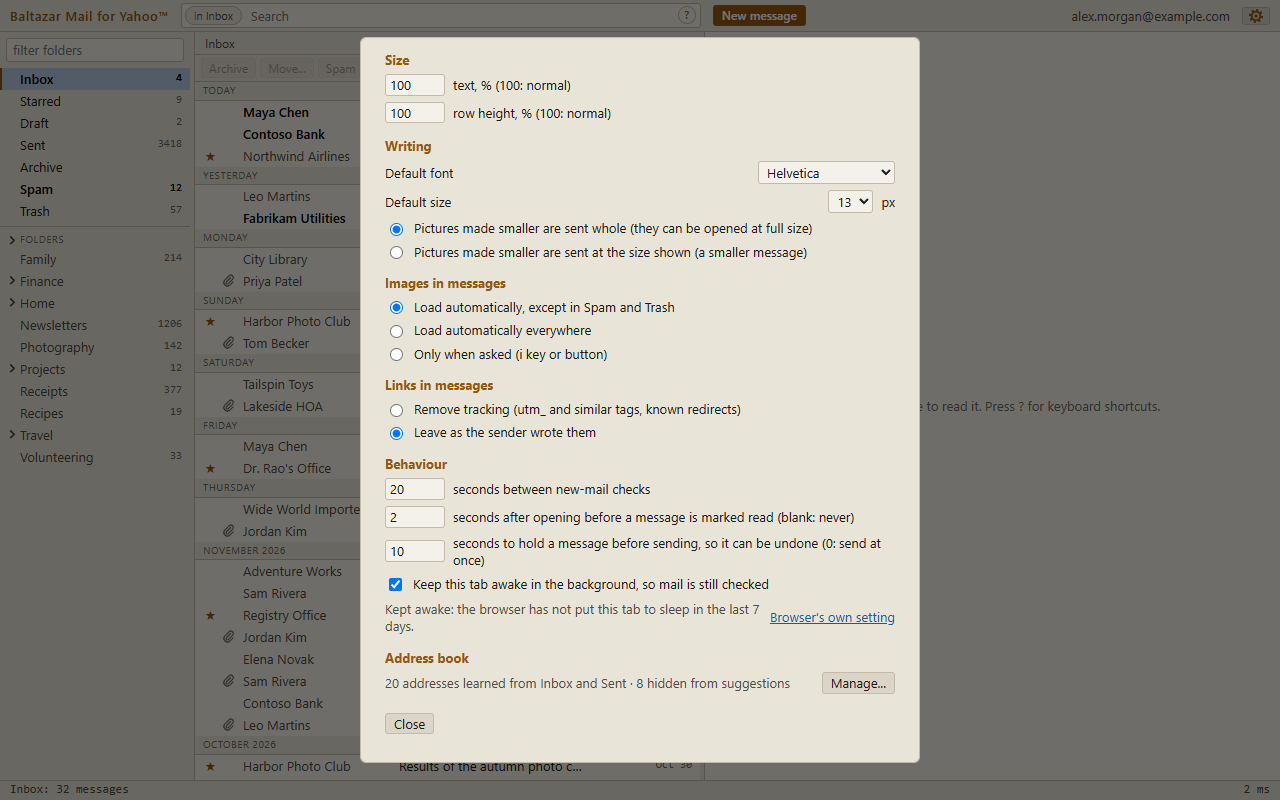 Baltazar Mail for Yahoo™
in Inbox Search ?
New message
alex.morgan@example.com
filter folders
Inbox 4
Starred 9
Draft 2
Sent 3418
Archive
Spam 12
Trash 57
FOLDERS
Family 214
Finance
Home
Newsletters 1206
Photography 142
Projects 12
Receipts 377
Recipes 19
Travel
Volunteering 33
Inbox
Archive Move... Spam
TODAY
Maya Chen
Contoso Bank
Northwind Airlines
YESTERDAY
Leo Martins
Fabrikam Utilities
MONDAY
City Library
Priya Patel
SUNDAY
Harbor Photo Club
Tom Becker
SATURDAY
Tailspin Toys
Lakeside HOA
FRIDAY
Maya Chen
Dr. Rao's Office
THURSDAY
Wide World Importe
Jordan Kim
NOVEMBER 2026
Adventure Works
Sam Rivera
Registry Office
Jordan Kim
Elena Novak
Sam Rivera
Contoso Bank
Leo Martins
OCTOBER 2026
Harbor Photo Club Results of the autumn photo c... Oct 30
Size
100 text, % (100: normal)
100 row height, % (100: normal)
Writing
Default font Helvetica
Default size 13 px
Pictures made smaller are sent whole (they can be opened at full size)
Pictures made smaller are sent at the size shown (a smaller message)
Images in messages
Load automatically, except in Spam and Trash
Load automatically everywhere
Only when asked (i key or button)
Links in messages
Remove tracking (utm_ and similar tags, known redirects)
Leave as the sender wrote them
Behaviour
20 seconds between new-mail checks
2 seconds after opening before a message is marked read (blank: never)
10 seconds to hold a message before sending, so it can be undone (0: send at
once)
Keep this tab awake in the background, so mail is still checked
Kept awake: the browser has not put this tab to sleep in the last 7
days.
Browser's own setting
Address book
20 addresses learned from Inbox and Sent · 8 hidden from suggestions Manage...
Close
e to read it. Press ? for keyboard shortcuts.
Inbox: 32 messages
2 ms